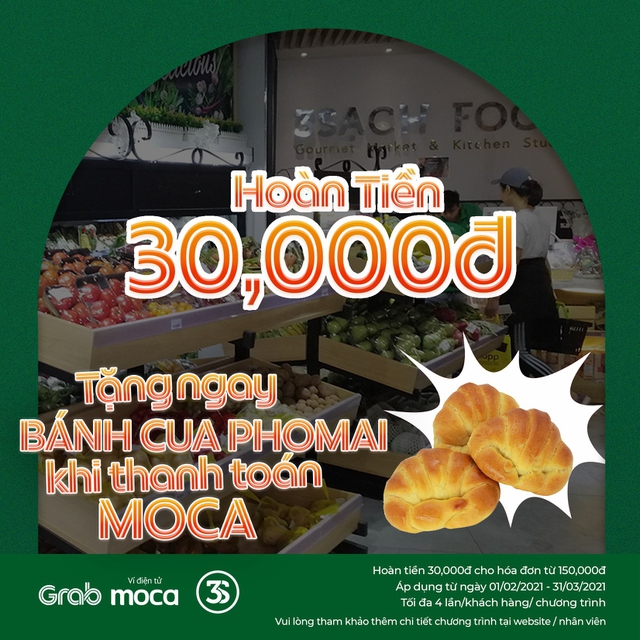 3SẠCH FOO
Gourmet Market & Kitchen Stud
Hoàn Tiền
30,000đ
Tặng ngay
BÁNH CUA PHOMAI
khi thanh toán
MOCA
Hoàn tiền 30,000đ cho hóa đơn từ 150,000đ
Áp dụng từ ngày 01/02/2021 - 31/03/2021
Tối đa 4 lần/khách hàng/ chương trình
Vui lòng tham khảo thêm chi tiết chương trình tại website / nhân viên
Ví điện tử
Grab moca 3S